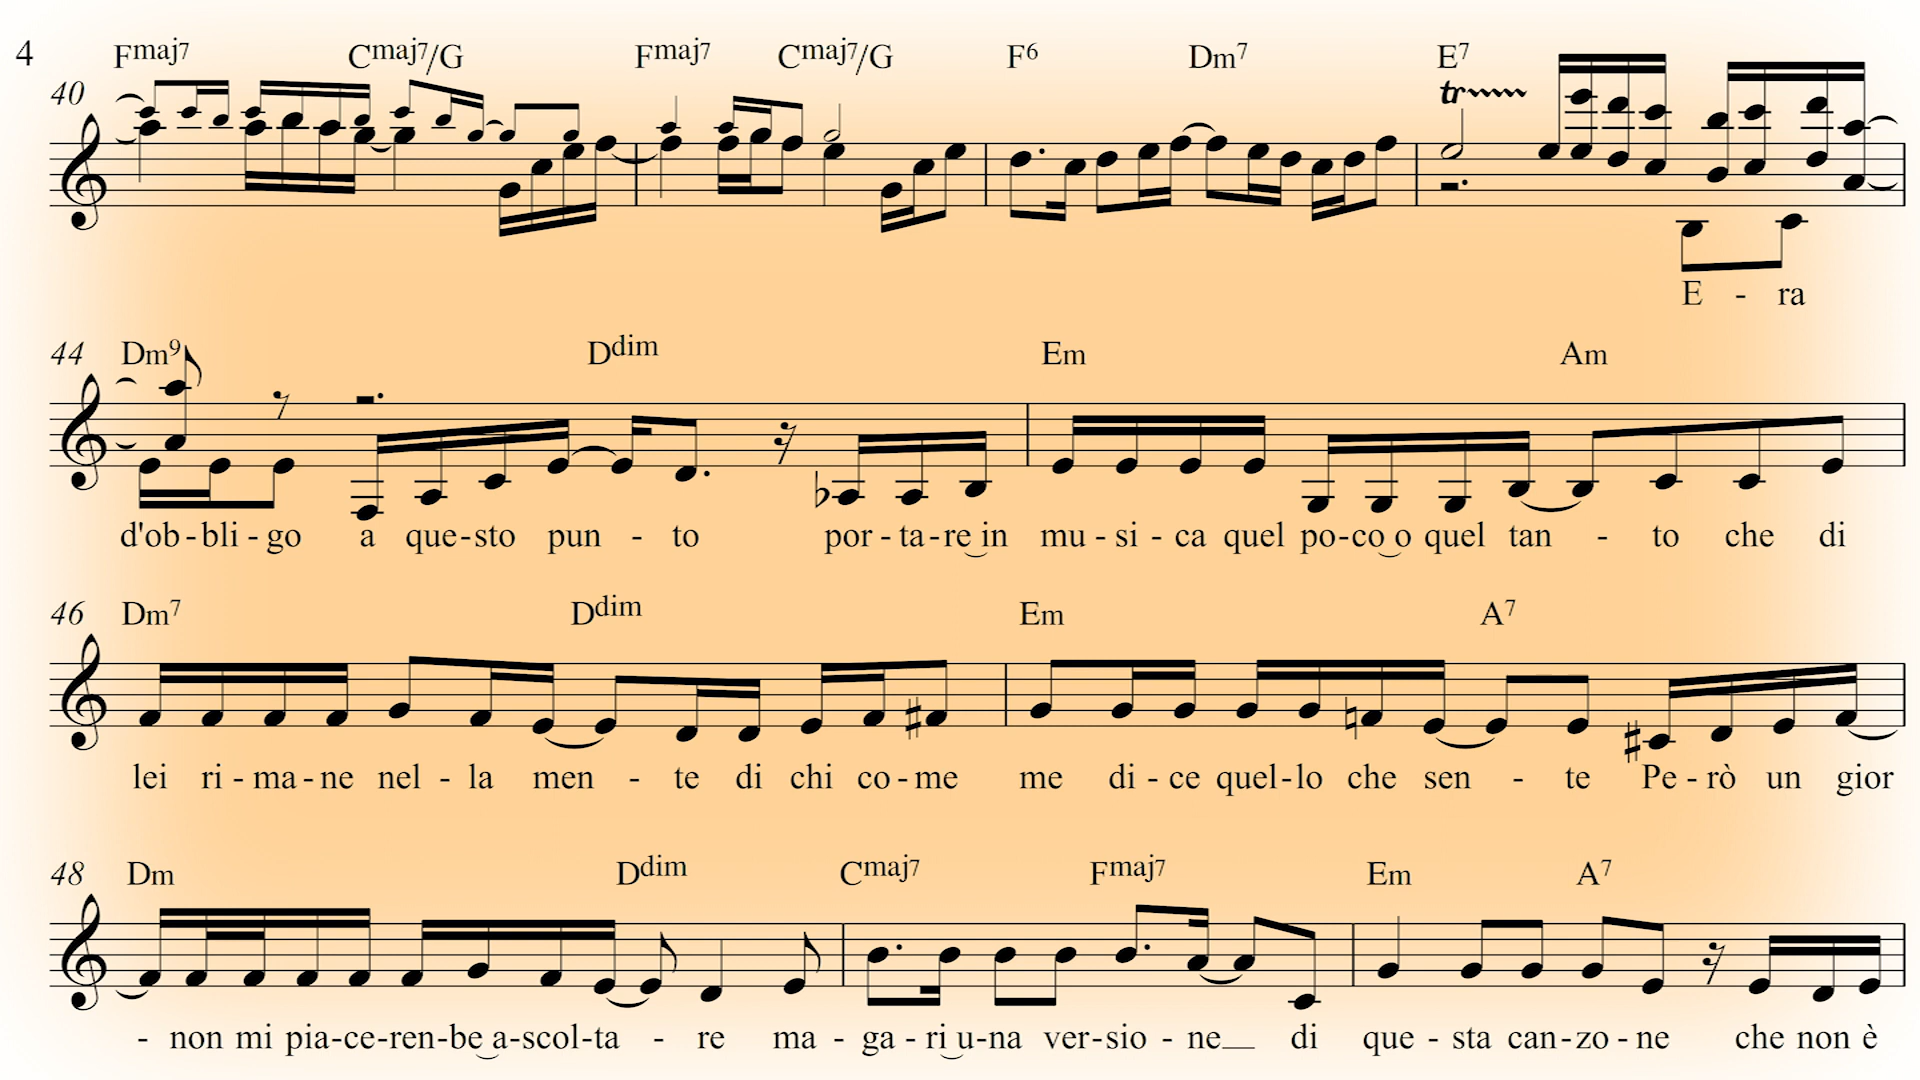 4
Fmaj7 Cmaj7/G Fmaj7 Cmaj7/G F6 Dm7 E7
40
tr
E - ra
44 Dm9 Ddim Em Am
d'ob - bli - go a que - sto pun - to por - ta - re in mu - si - ca quel po - co o quel tan - to che di
46 Dm7 Ddim Em A7
lei ri - ma - ne nel - la men - te di chi co - me me di - ce quel - lo che sen - te Pe - rò un gior
48 Dm Ddim Cmaj7 Fmaj7 Em A7
- non mi pia - ce - ren - be a - scol - ta - re ma - ga - ri u - na ver - sio - ne di que - sta can - zo - ne che non è